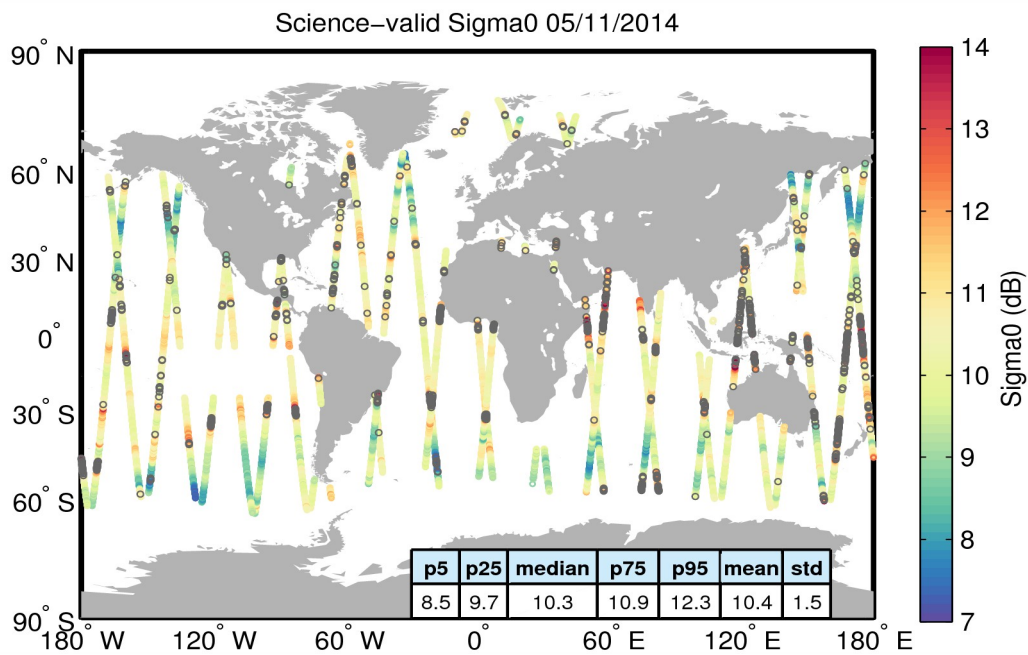 Science−valid Sigma0 05/11/2014
90° N
60° N
30° N
0°
30° S
60° S
90° S
180° W
120° W
60° W
0°
60° E
120° E
180° E
p5 p25 median p75 p95 mean std
8.5 9.7 10.3 10.9 12.3 10.4 1.5
14
13
12
11
10
9
8
7
Sigma0 (dB)